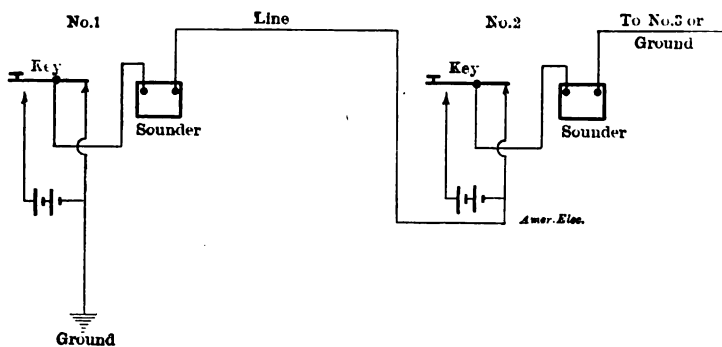 No.1
Line
No.2
To No.3 or
Ground
Key
Key
Sounder
Sounder
Amer. Elec.
Ground